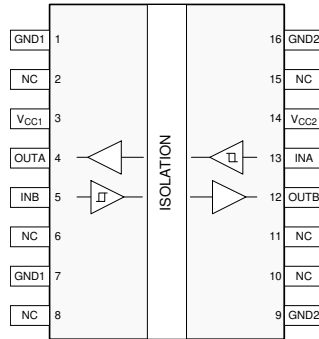 GND1 1 16 GND2
NC 2 15 NC
VCC1 3 14 VCC2
OUTA 4 13 INA
INB 5 12 OUTB
NC 6 11 NC
GND1 7 10 NC
NC 8 9 GND2
ISOLATION